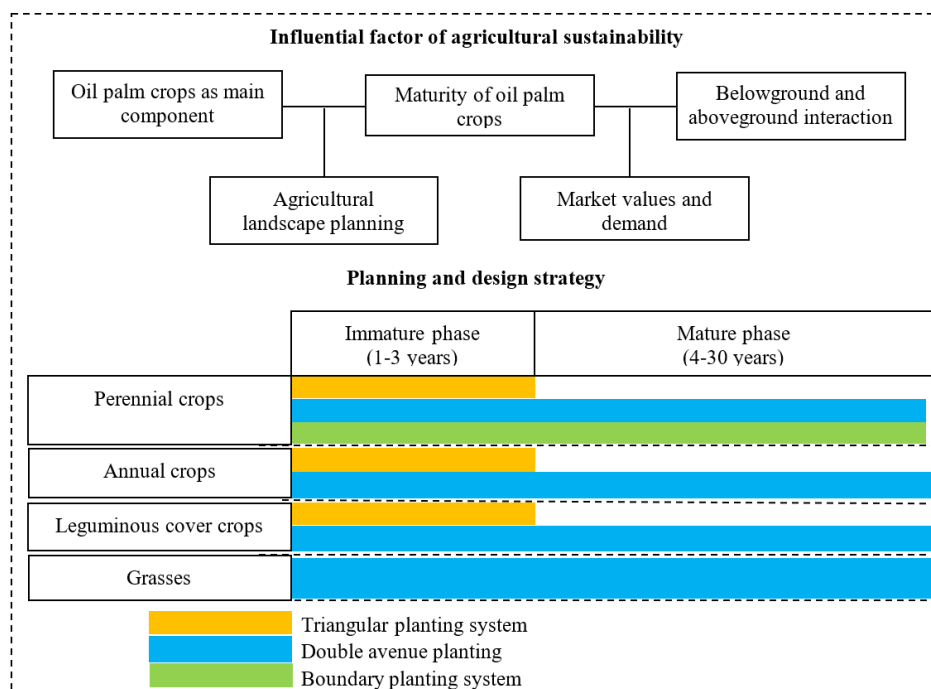 Influential factor of agricultural sustainability
Oil palm crops as main
component
Maturity of oil palm
crops
Belowground and
aboveground interaction
Agricultural
landscape planning
Market values and
demand
Planning and design strategy
Immature phase
(1-3 years)
Mature phase
(4-30 years)
Perennial crops
Annual crops
Leguminous cover crops
Grasses
Triangular planting system
Double avenue planting
Boundary planting system